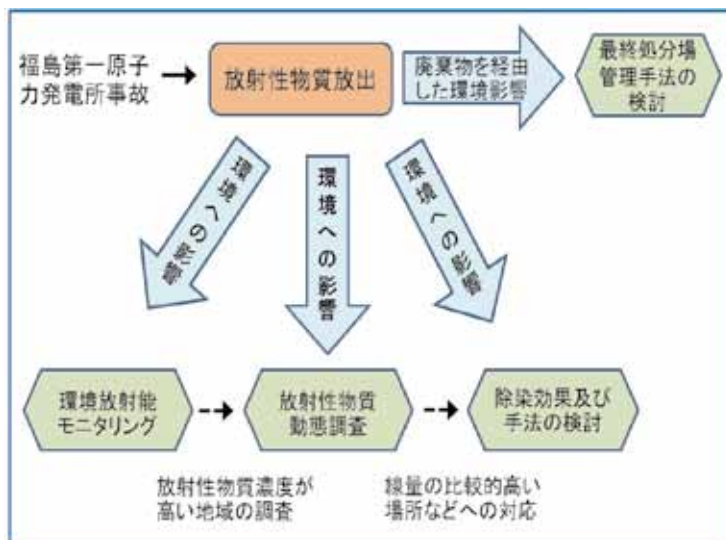 福島第一原子
力発電所事故
放射性物質放出
廃棄物を経由
した環境影響
最終処分場
管理手法の
検討
環境への影響
環境への影響
環境への影響
環境放射能
モニタリング
放射性物質
動態調査
除染効果及び
手法の検討
放射性物質濃度が
高い地域の調査
線量の比較的高い
場所などへの対応